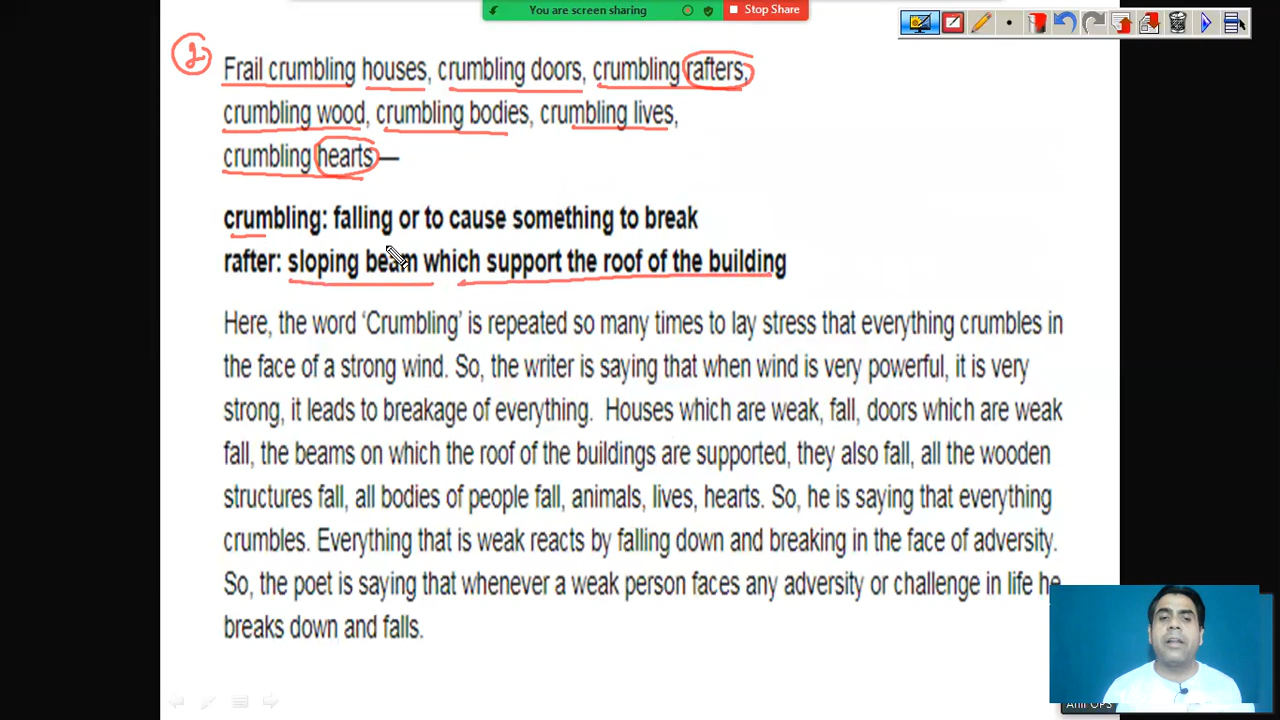 You are screen sharing
Stop Share
2
Frail crumbling houses, crumbling doors, crumbling rafters,
crumbling wood, crumbling bodies, crumbling lives,
crumbling hearts—
crumbling: falling or to cause something to break
rafter: sloping beam which support the roof of the building
Here, the word ‘Crumbling’ is repeated so many times to lay stress that everything crumbles in
the face of a strong wind. So, the writer is saying that when wind is very powerful, it is very
strong, it leads to breakage of everything.  Houses which are weak, fall, doors which are weak
fall, the beams on which the roof of the buildings are supported, they also fall, all the wooden
structures fall, all bodies of people fall, animals, lives, hearts. So, he is saying that everything
crumbles. Everything that is weak reacts by falling down and breaking in the face of adversity.
So, the poet is saying that whenever a weak person faces any adversity or challenge in life he
breaks down and falls.